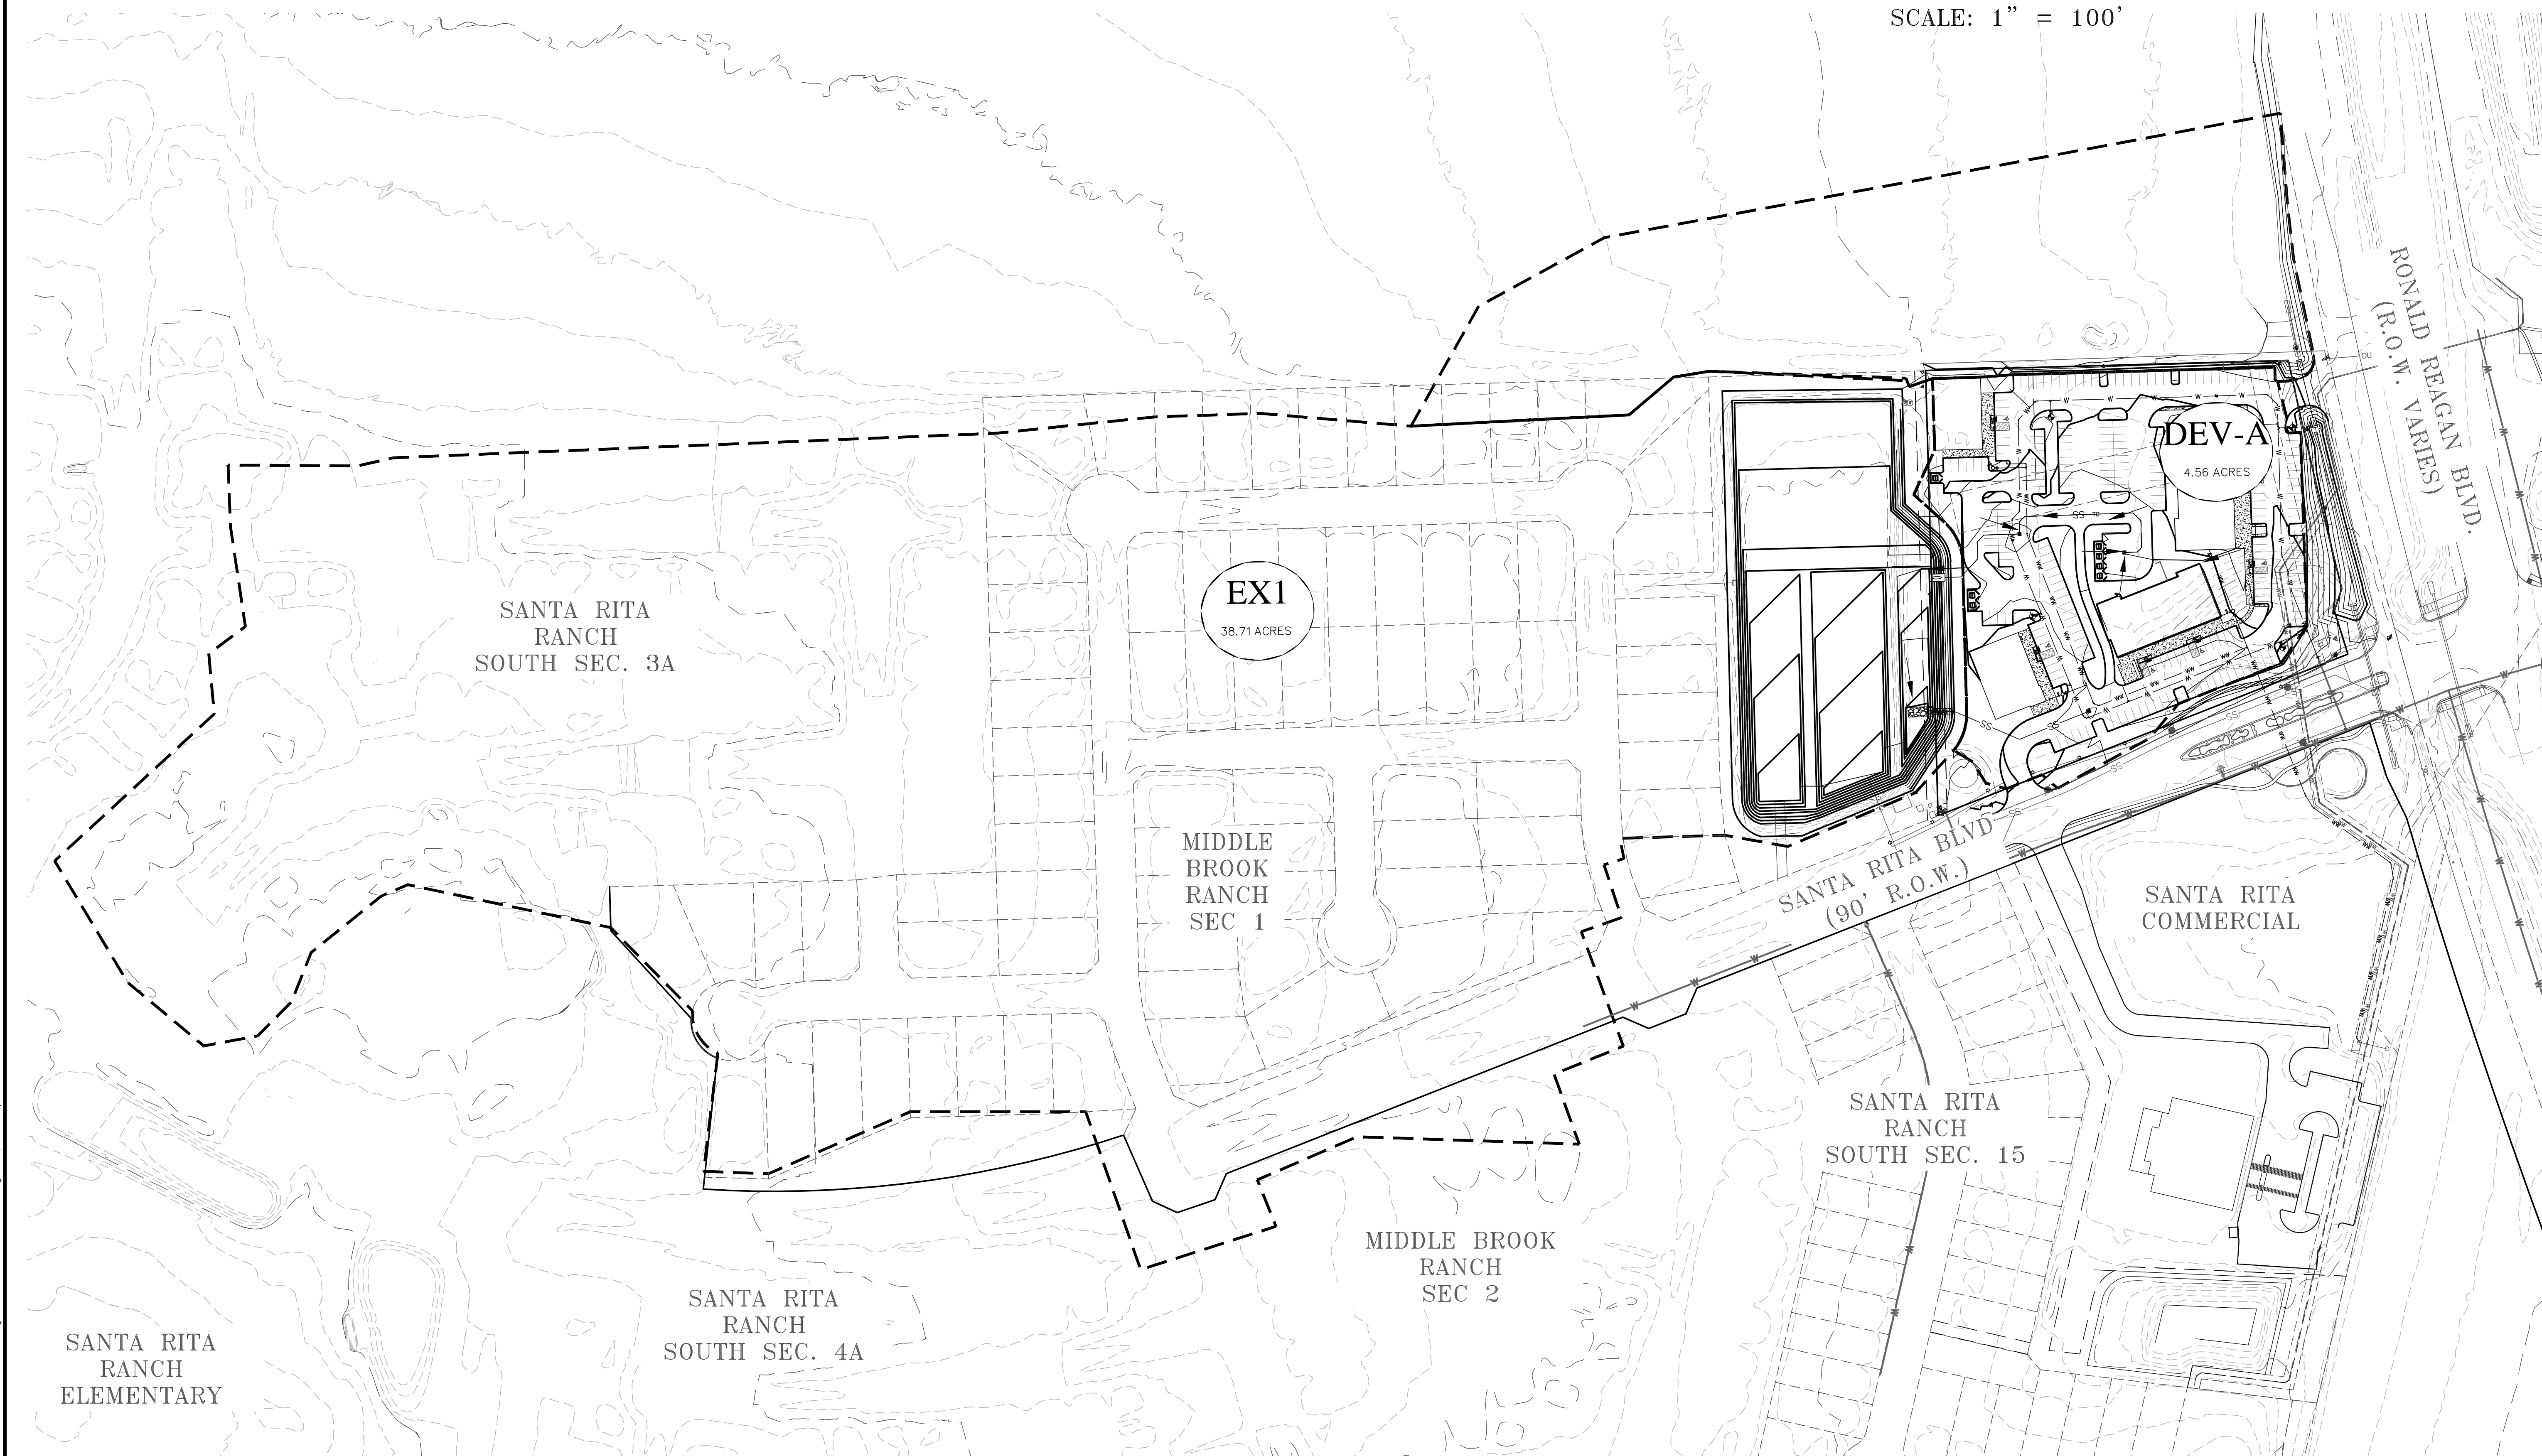 SCALE: 1" = 100'
RONALD REAGAN BLVD.
(R.O.W. VARIES)
DEV-A
4.56 ACRES
EX1
38.71 ACRES
SANTA RITA
RANCH
SOUTH SEC. 3A
MIDDLE
BROOK
RANCH
SEC 1
SANTA RITA BLVD
(90' R.O.W.)
SANTA RITA
COMMERCIAL
SANTA RITA
RANCH
SOUTH SEC. 15
MIDDLE BROOK
RANCH
SEC 2
SANTA RITA
RANCH
SOUTH SEC. 4A
SANTA RITA
RANCH
ELEMENTARY